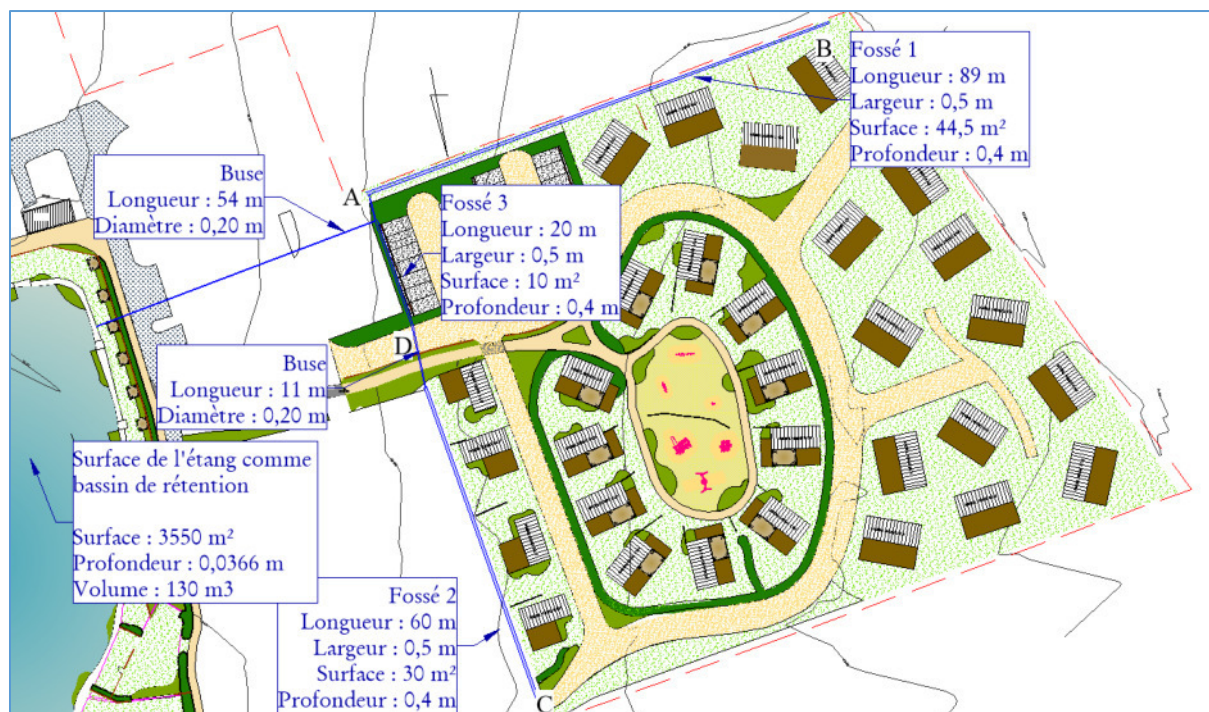 B
Fossé 1
Longueur : 89 m
Largeur : 0,5 m
Surface : 44,5 m²
Profondeur : 0,4 m
Buse
Longueur : 54 m
Diamètre : 0,20 m
A
Fossé 3
Longueur : 20 m
Largeur : 0,5 m
Surface : 10 m²
Profondeur : 0,4 m
D
Buse
Longueur : 11 m
Diamètre : 0,20 m
Surface de l'étang comme
bassin de rétention
Surface : 3550 m²
Profondeur : 0,0366 m
Volume : 130 m3
Fossé 2
Longueur : 60 m
Largeur : 0,5 m
Surface : 30 m²
Profondeur : 0,4 m
C